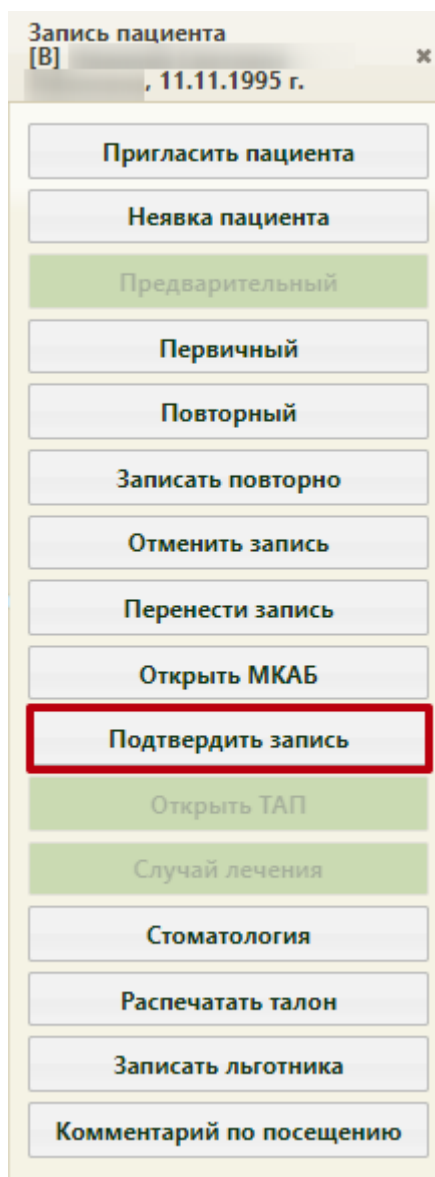 Запись пациента
[В]
, 11.11.1995 г.
Пригласить пациента
Неявка пациента
Предварительный
Первичный
Повторный
Записать повторно
Отменить запись
Перенести запись
Открыть МКАБ
Подтвердить запись
Открыть ТАП
Случай лечения
Стоматология
Распечатать талон
Записать льготника
Комментарий по посещению